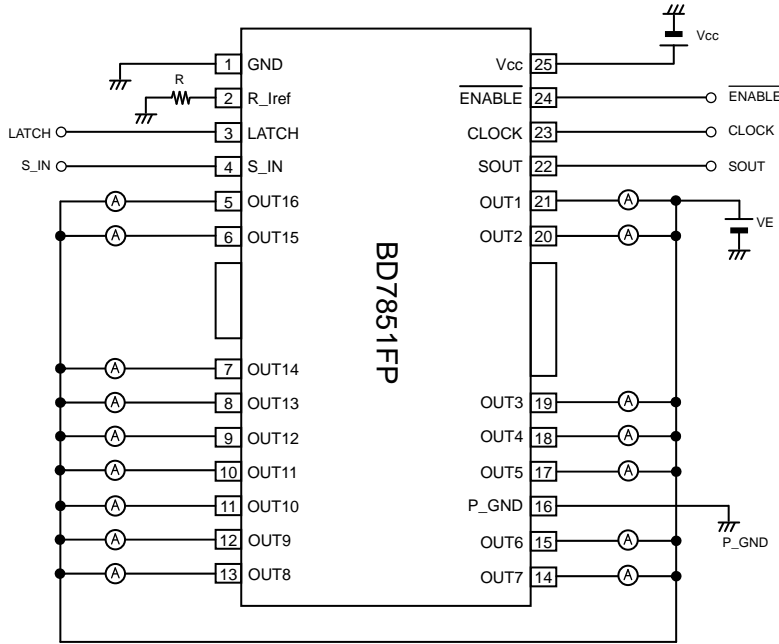 Vcc
1 GND Vcc 25
R
2 R_Iref ENABLE 24 ENABLE
LATCH 3 LATCH CLOCK 23 CLOCK
S_IN 4 S_IN SOUT 22 SOUT
A 5 OUT16 OUT1 21 A
VE
A 6 OUT15 OUT2 20 A
BD7851FP
A 7 OUT14
A 8 OUT13 OUT3 19 A
A 9 OUT12 OUT4 18 A
A 10 OUT11 OUT5 17 A
A 11 OUT10 P_GND 16
P_GND
A 12 OUT9 OUT6 15 A
A 13 OUT8 OUT7 14 A